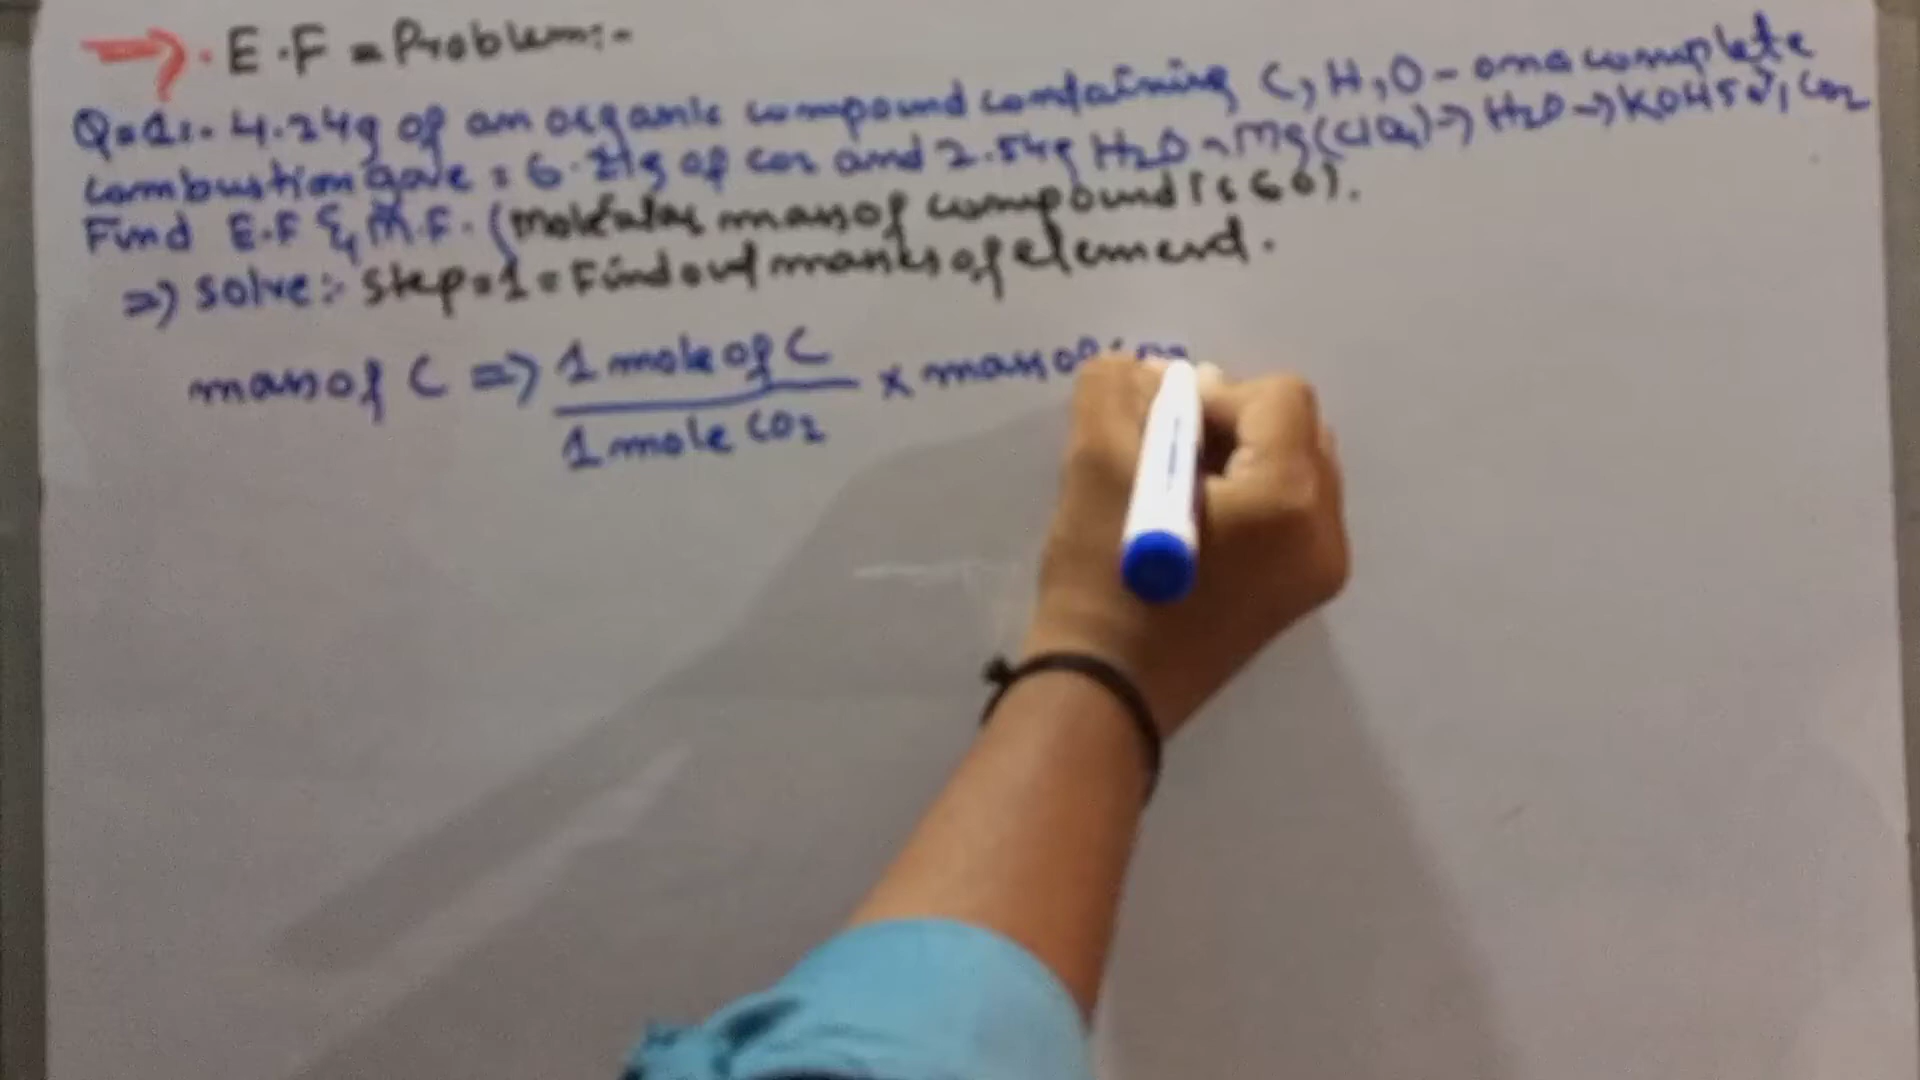 → . E.F = Problem:-
Q=1:- 4.24g of an organic compound containing C, H, O - on a complete
combustion gave = 6.21g of CO2 and 2.54g H2O. Mg(ClO4) => H2O -> KOH soln, CO2
Find E.F & M.F. (molecular mass of compound is 60).
=> solve:- step=1 = Find out mass of element.
mass of C => 1 mole of C / 1 mole CO2 × mass of CO2